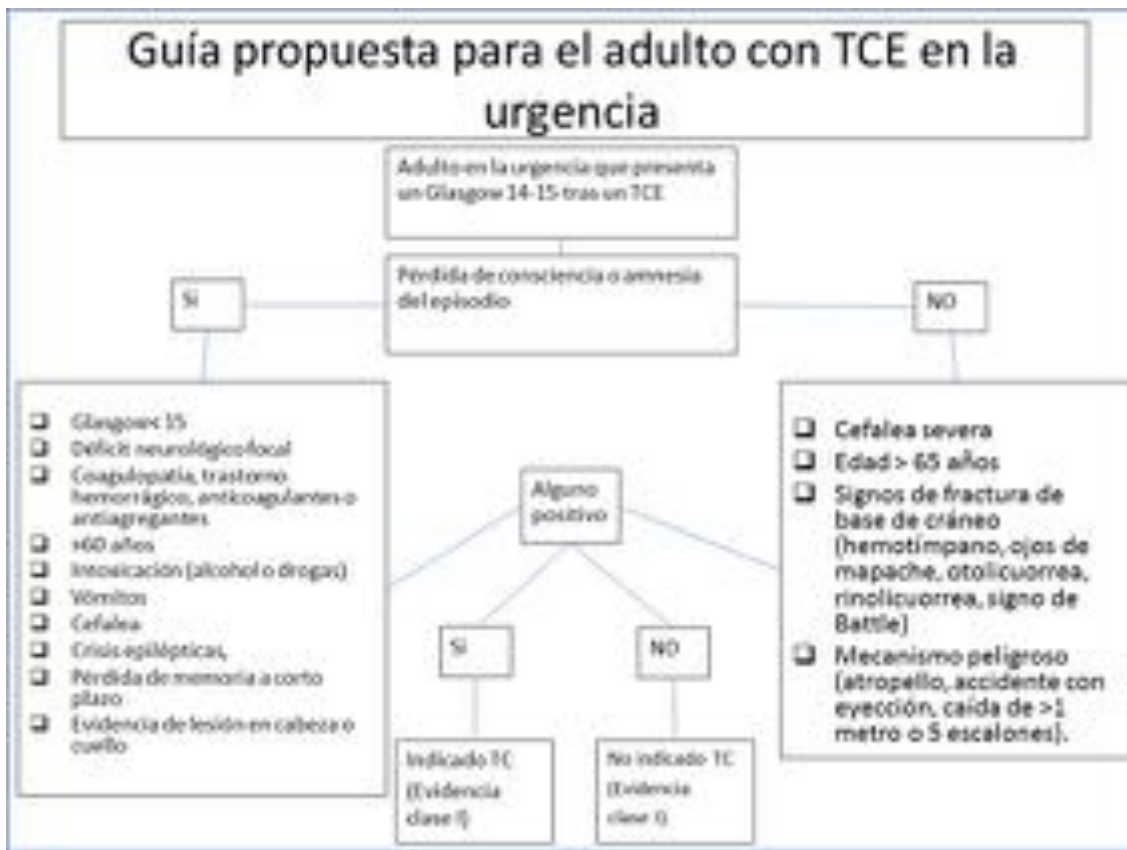 Guía propuesta para el adulto con TCE en la
urgencia
Adulto en la urgencia que presenta
un Glasgow 14-15 tras un TCE
Pérdida de consciencia o amnesia
del episodio
Si
NO
Glasgow< 15
Déficit neurológico focal
Coagulopatía, trastorno
hemorrágico, anticoagulantes o
antiagregantes
>60 años
Intoxicación (alcohol o drogas)
Vómitos
Cefalea
Crisis epilépticas,
Pérdida de memoria a corto
plazo
Evidencia de lesión en cabeza o
cuello
Alguno
positivo
Si
NO
Indicado TC
(Evidencia
clase I)
No indicado TC
(Evidencia
clase I)
Cefalea severa
Edad > 65 años
Signos de fractura de
base de cráneo
(hemotímpano, ojos de
mapache, otolicuorrea,
rinolicuorrea, signo de
Battle)
Mecanismo peligroso
(atropello, accidente con
eyección, caída de >1
metro o 5 escalones).